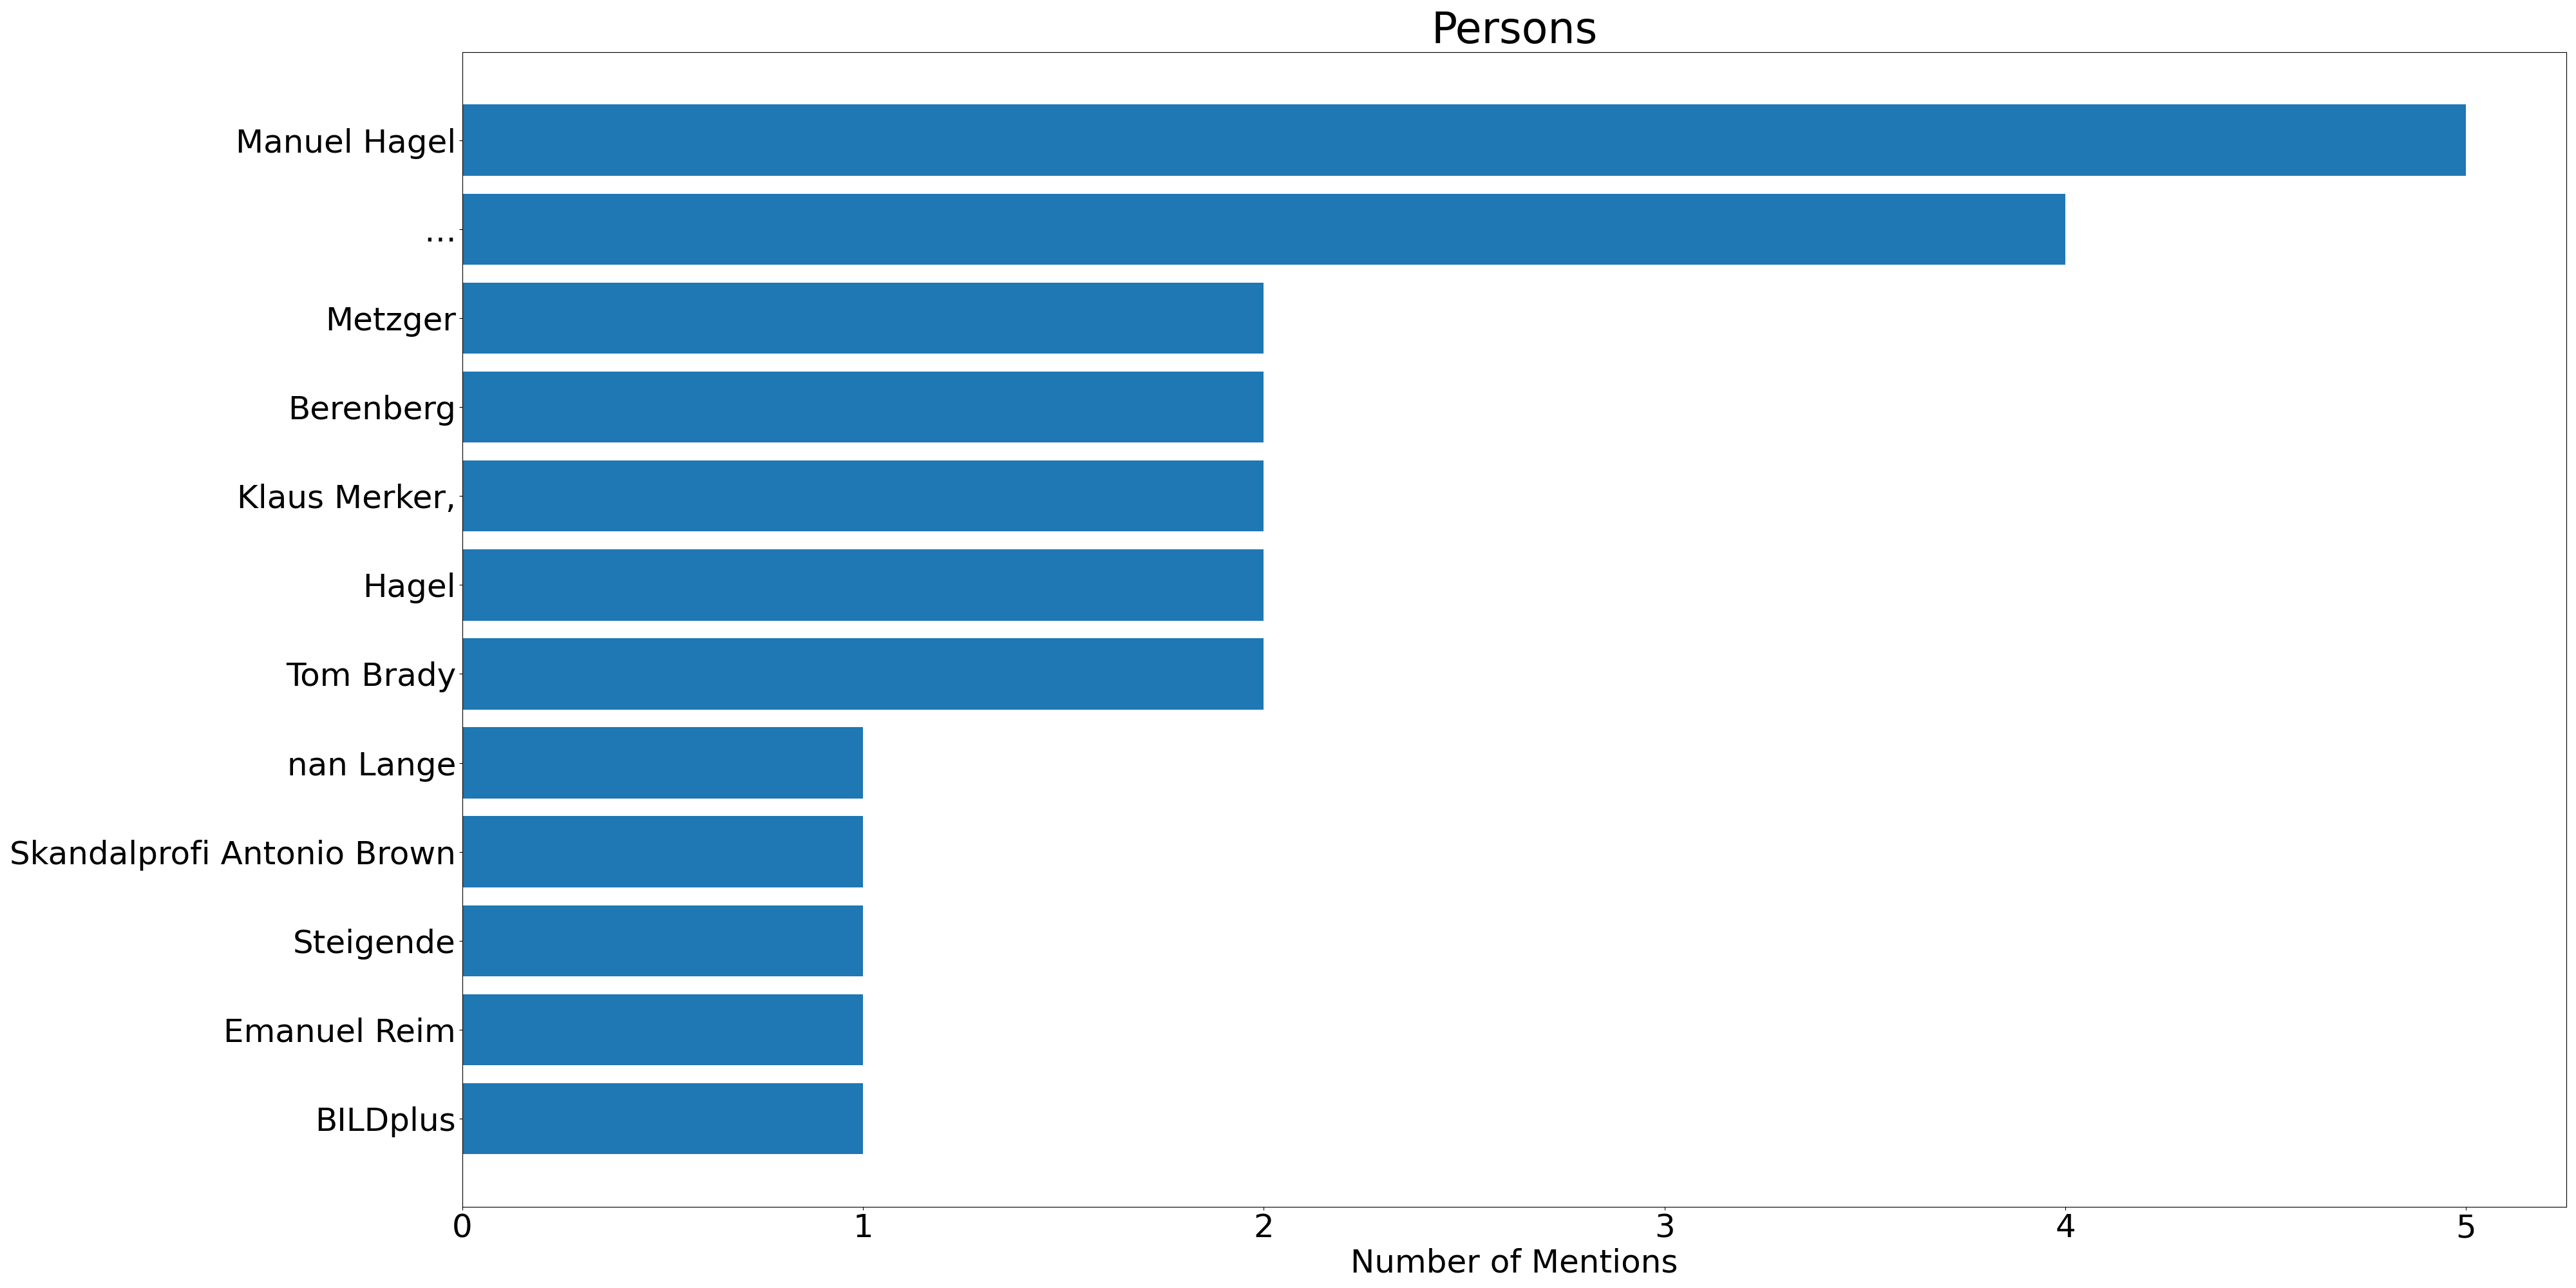 Persons
Manuel Hagel
...
Metzger
Berenberg
Klaus Merker,
Hagel
Tom Brady
nan Lange
Skandalprofi Antonio Brown
Steigende
Emanuel Reim
BILDplus
0 1 2 3 4 5
Number of Mentions